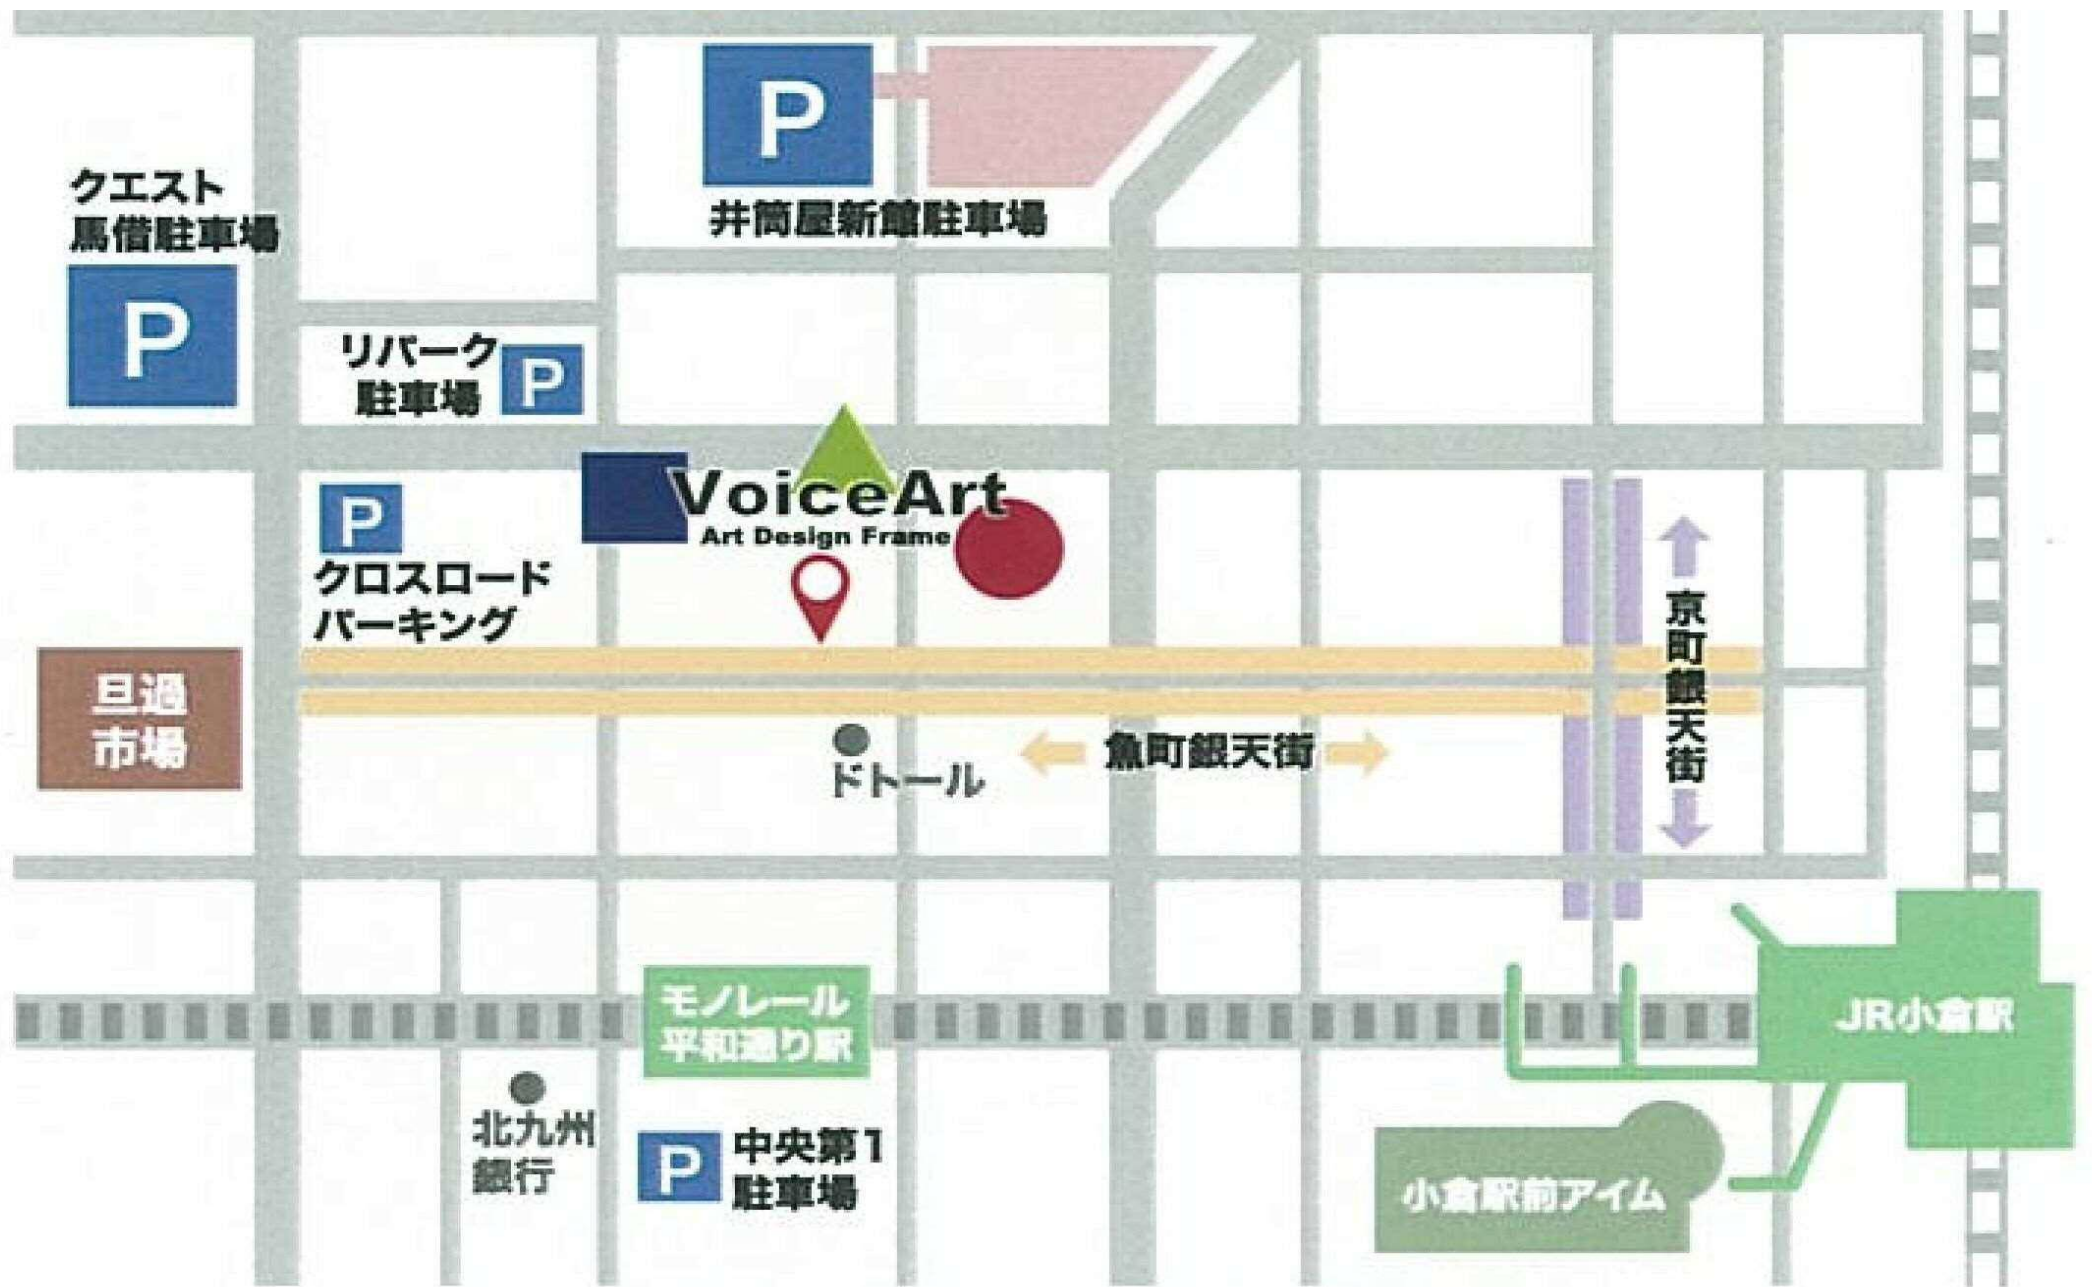 P
井筒屋新館駐車場
クエスト
馬借駐車場
P
リパーク
駐車場
P
VoiceArt
Art Design Frame
P
クロスロード
パーキング
旦過
市場
京町銀天街
魚町銀天街
ドトール
モノレール
平和通り駅
JR小倉駅
北九州
銀行
P
中央第1
駐車場
小倉駅前アイム